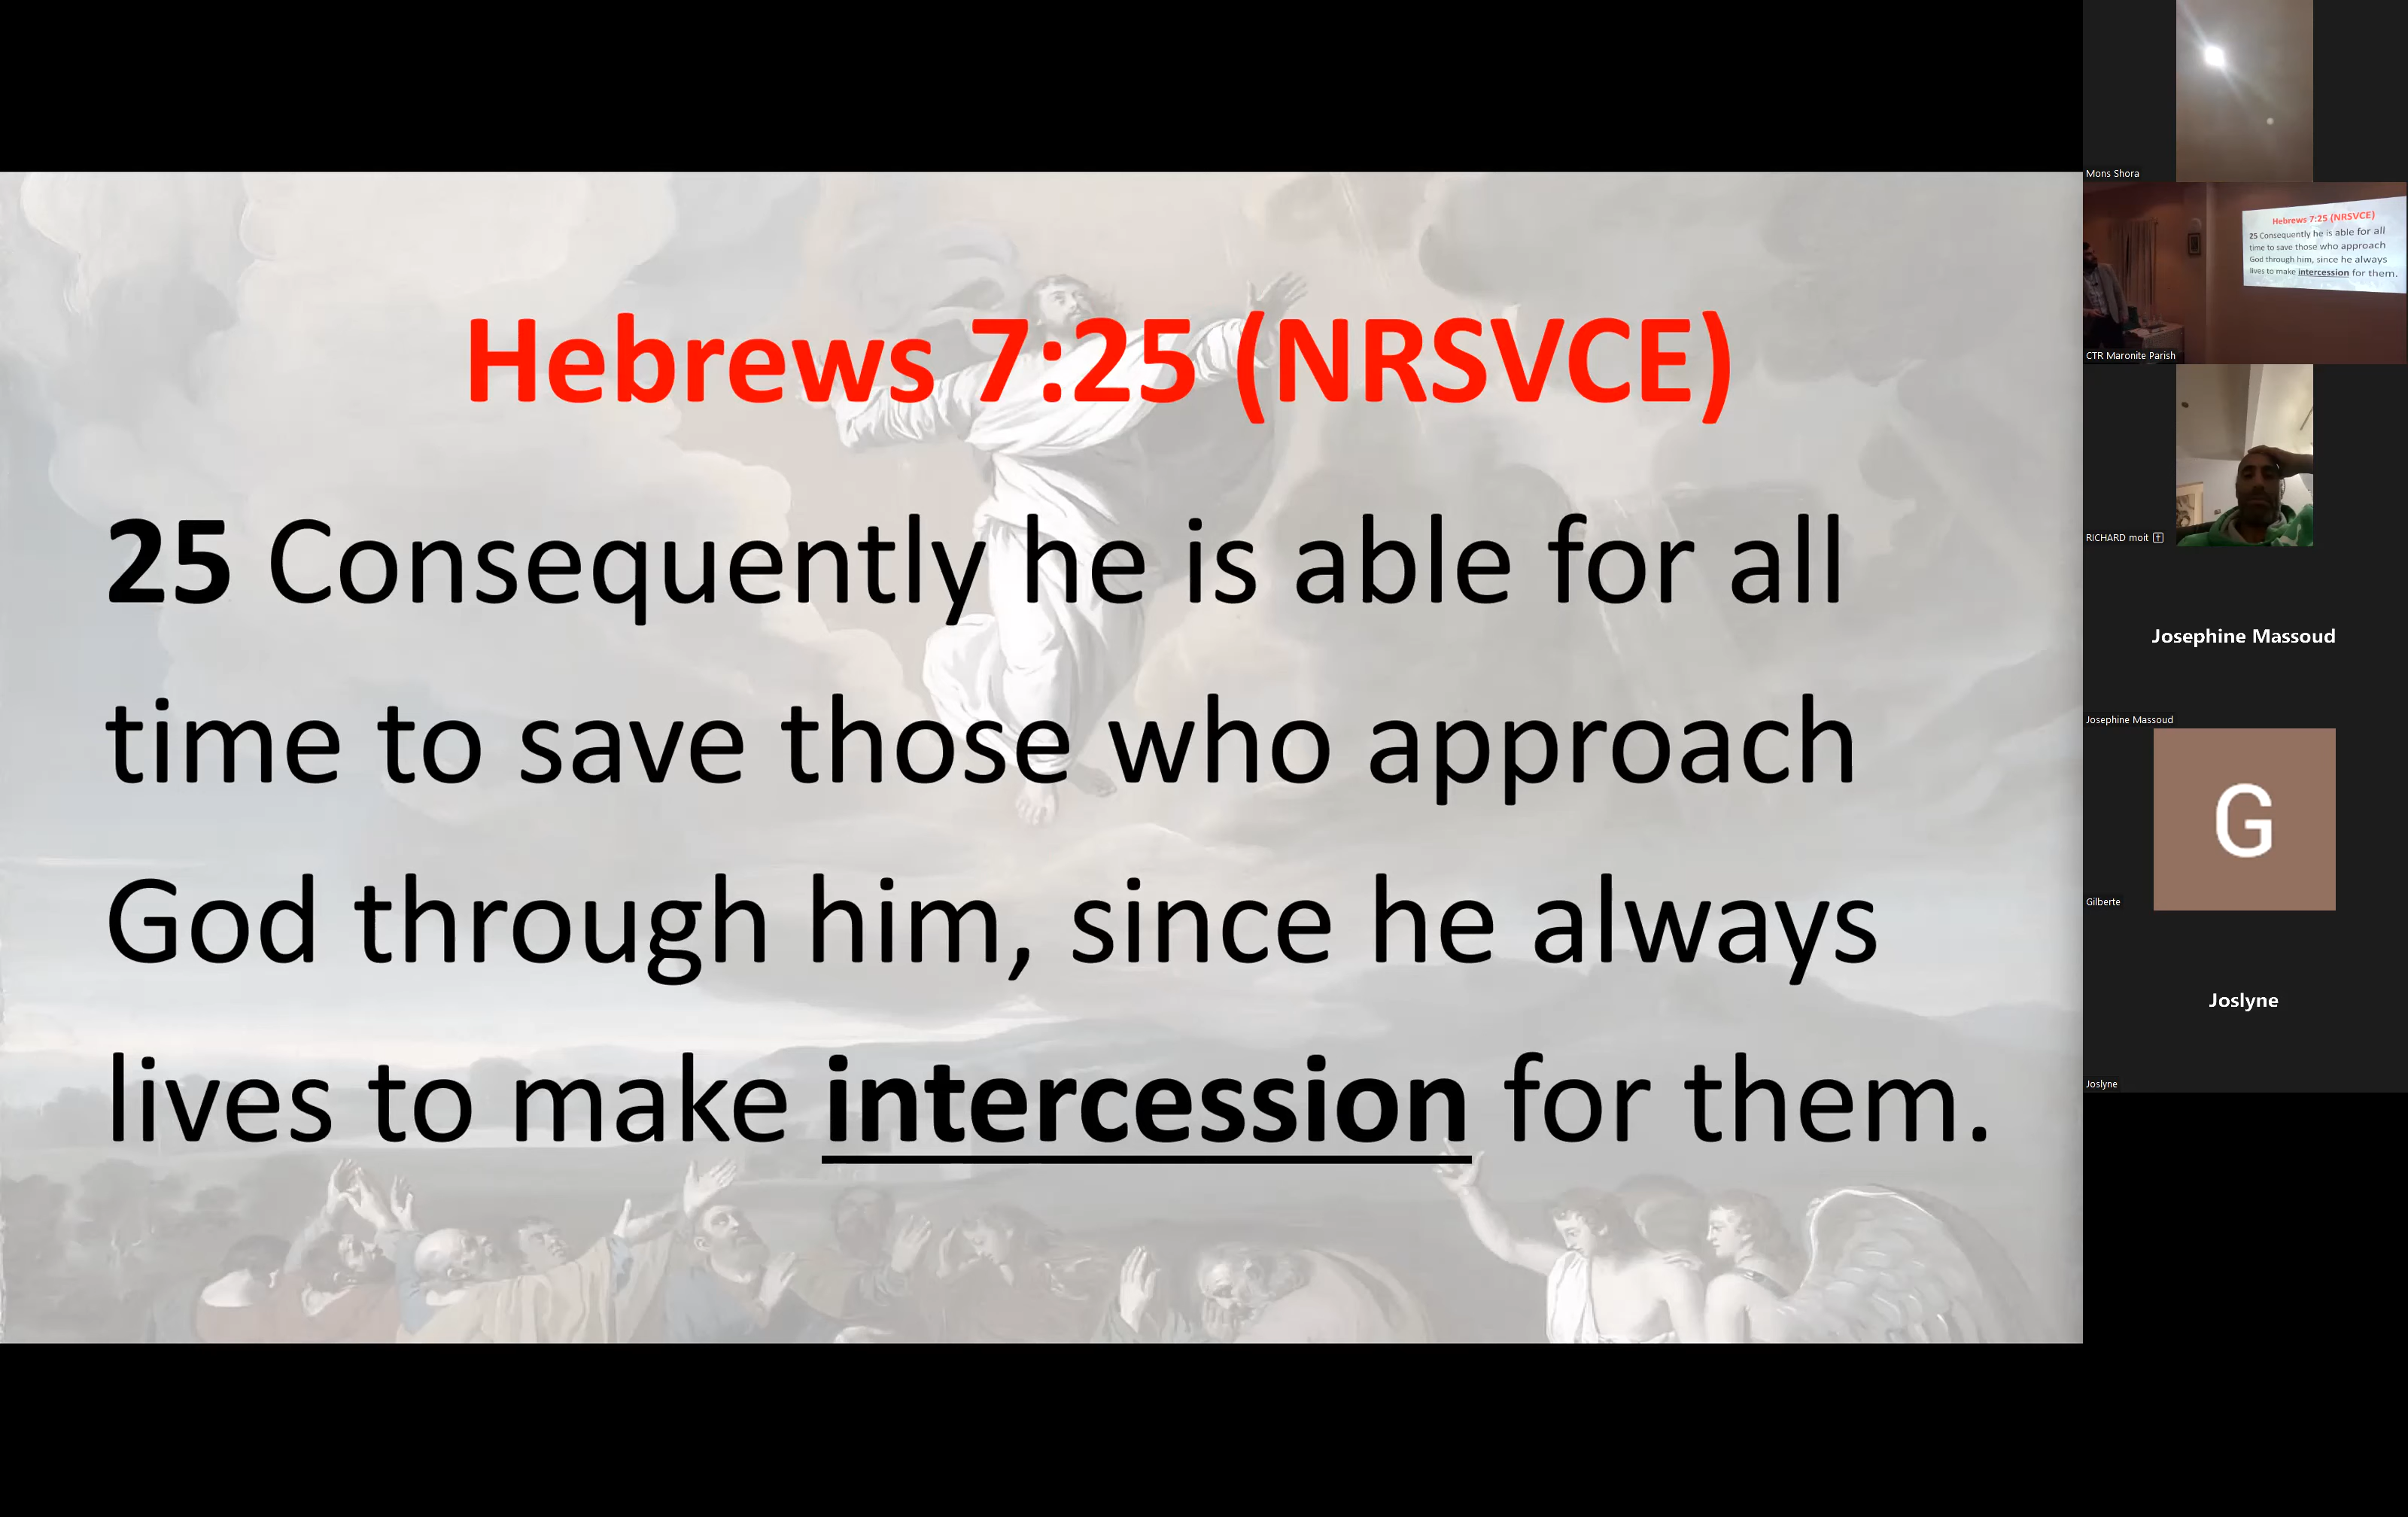 Hebrews 7:25 (NRSVCE)
25 Consequently he is able for all
time to save those who approach
God through him, since he always
lives to make intercession for them.
Mons Shora
Hebrews 7:25 (NRSVCE)
25 Consequently he is able for all
time to save those who approach
God through him, since he always
lives to make intercession for them.
CTR Maronite Parish
RICHARD moit
Josephine Massoud
Josephine Massoud
G
Gilberte
Joslyne
Joslyne